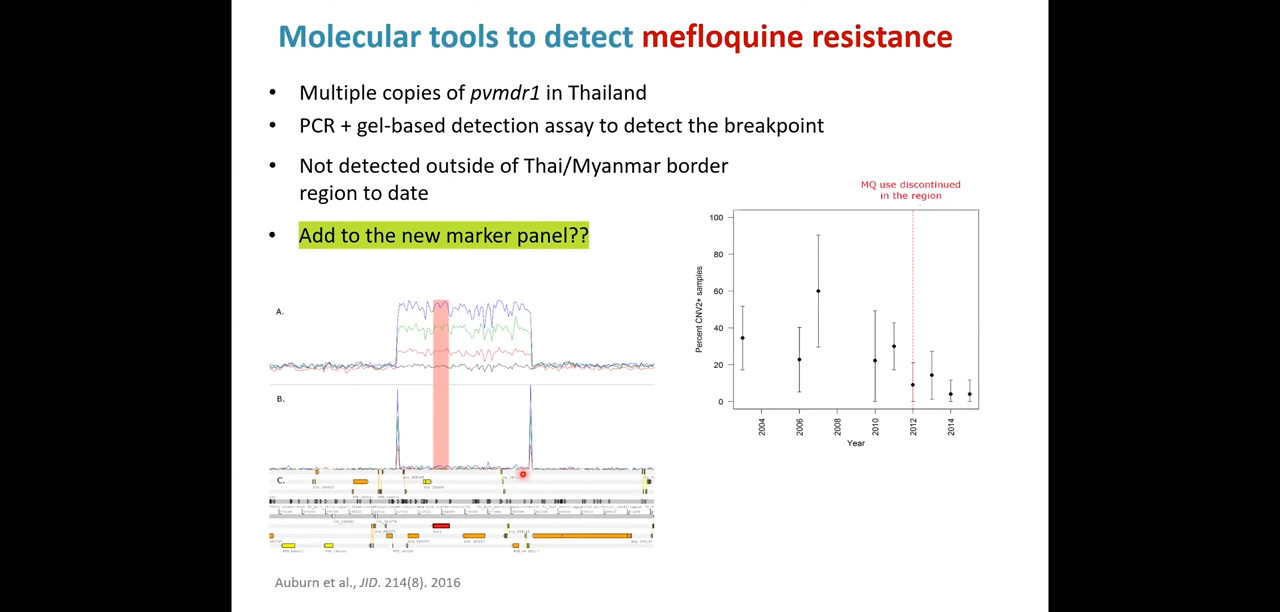 Molecular tools to detect mefloquine resistance
• Multiple copies of pvmdr1 in Thailand
• PCR + gel-based detection assay to detect the breakpoint
• Not detected outside of Thai/Myanmar border
region to date
• Add to the new marker panel??
MQ use discontinued
in the region
100
80
60
40
20
0
Percent CNV2+ samples
2004
2006
2008
2010
2012
2014
Year
A.
B.
C.
Auburn et al., JID. 214(8). 2016